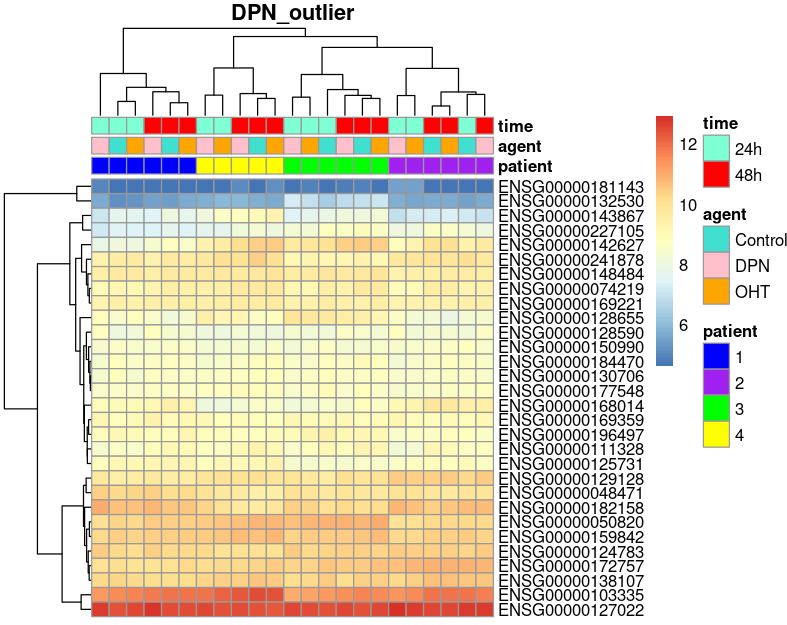 DPN_outlier
time
agent
patient
ENSG00000181143
ENSG00000132530
ENSG00000143867
ENSG00000227105
ENSG00000142627
ENSG00000241878
ENSG00000148484
ENSG00000074219
ENSG00000169221
ENSG00000128655
ENSG00000128590
ENSG00000150990
ENSG00000184470
ENSG00000130706
ENSG00000177548
ENSG00000168014
ENSG00000169359
ENSG00000196497
ENSG00000111328
ENSG00000125731
ENSG00000129128
ENSG00000048471
ENSG00000182158
ENSG00000050820
ENSG00000159842
ENSG00000124783
ENSG00000172757
ENSG00000138107
ENSG00000103335
ENSG00000127022
12
10
8
6
time
24h
48h
agent
Control
DPN
OHT
patient
1
2
3
4